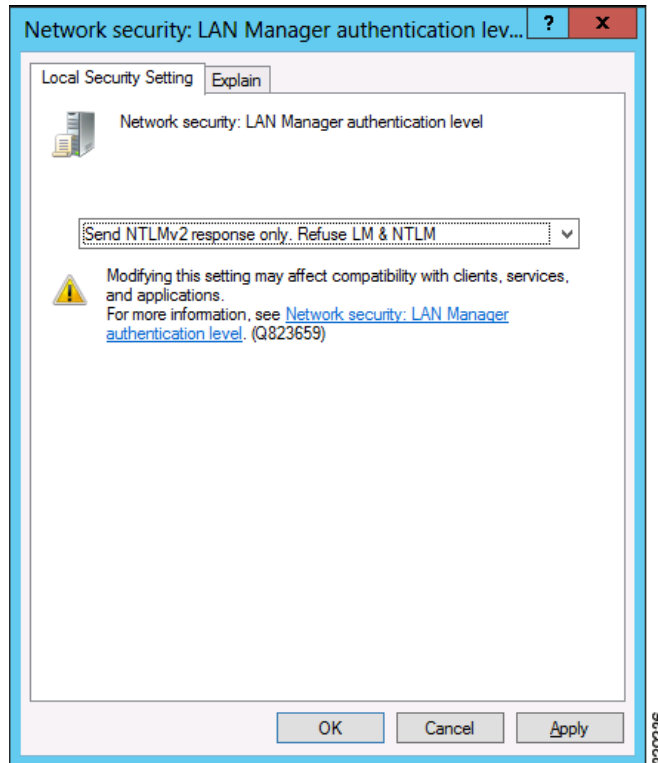 Network security: LAN Manager authentication lev...
?
x
Local Security Setting
Explain
Network security: LAN Manager authentication level
Send NTLMv2 response only. Refuse LM & NTLM
Modifying this setting may affect compatibility with clients, services,
and applications.
For more information, see Network security: LAN Manager
authentication level. (Q823659)
OK
Cancel
Apply